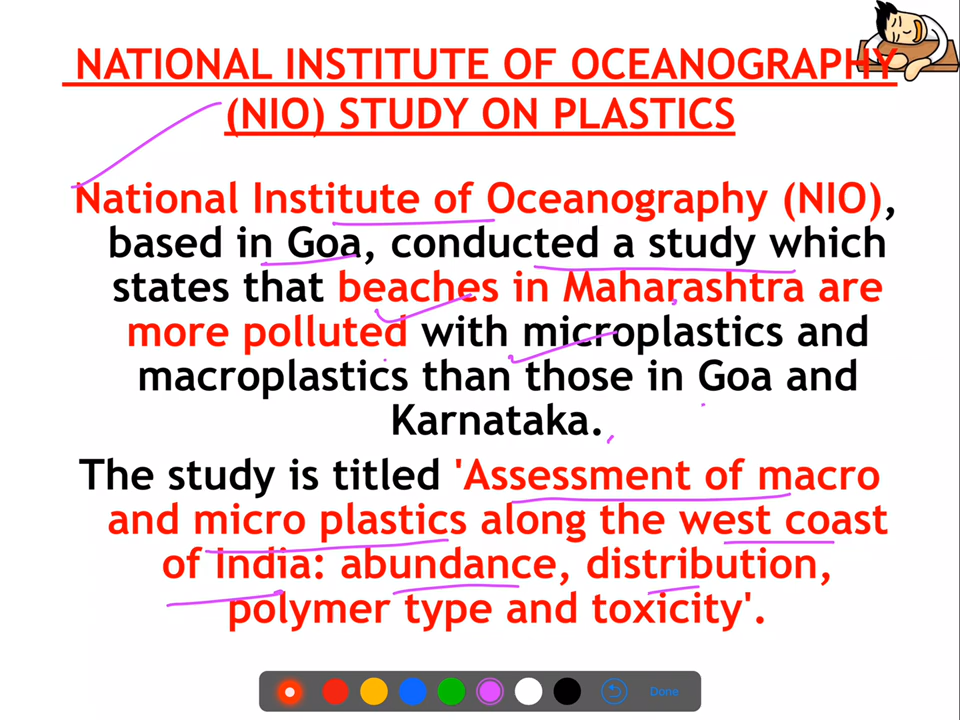 NATIONAL INSTITUTE OF OCEANOGRAPHY
(NIO) STUDY ON PLASTICS
National Institute of Oceanography (NIO),
based in Goa, conducted a study which
states that beaches in Maharashtra are
more polluted with microplastics and
macroplastics than those in Goa and
Karnataka.
The study is titled 'Assessment of macro
and micro plastics along the west coast
of India: abundance, distribution,
polymer type and toxicity'.
Done